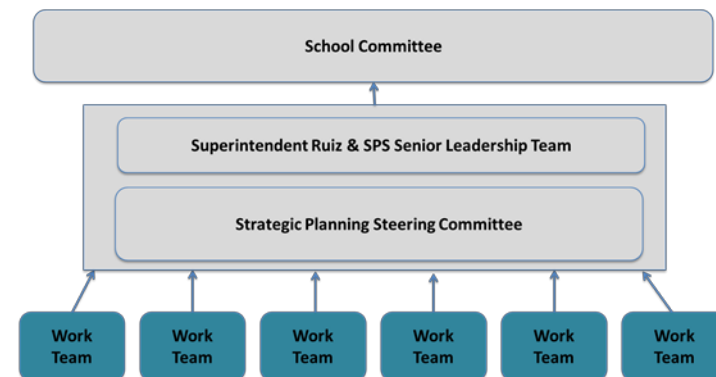 School Committee
Superintendent Ruiz & SPS Senior Leadership Team
Strategic Planning Steering Committee
Work
Team
Work
Team
Work
Team
Work
Team
Work
Team
Work
Team